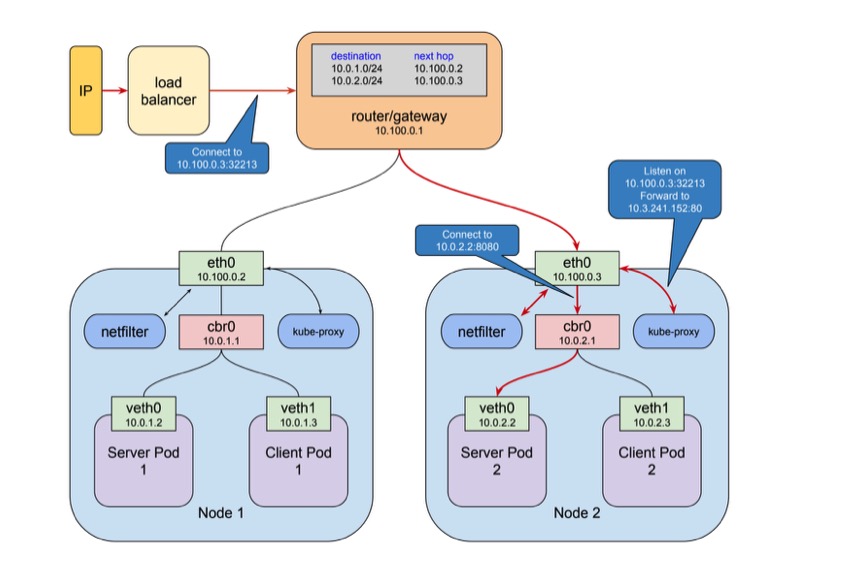 destination next hop
10.0.1.0/24 10.100.0.2
10.0.2.0/24 10.100.0.3
IP
load
balancer
router/gateway
10.100.0.1
Connect to
10.100.0.3:32213
Listen on
10.100.0.3:32213
Forward to
10.3.241.152:80
Connect to
10.0.2.2:8080
eth0
10.100.0.2
netfilter
cbr0
10.0.1.1
kube-proxy
veth0
10.0.1.2
veth1
10.0.1.3
Server Pod
1
Client Pod
1
Node 1
eth0
10.100.0.3
netfilter
cbr0
10.0.2.1
kube-proxy
veth0
10.0.2.2
veth1
10.0.2.3
Server Pod
2
Client Pod
2
Node 2